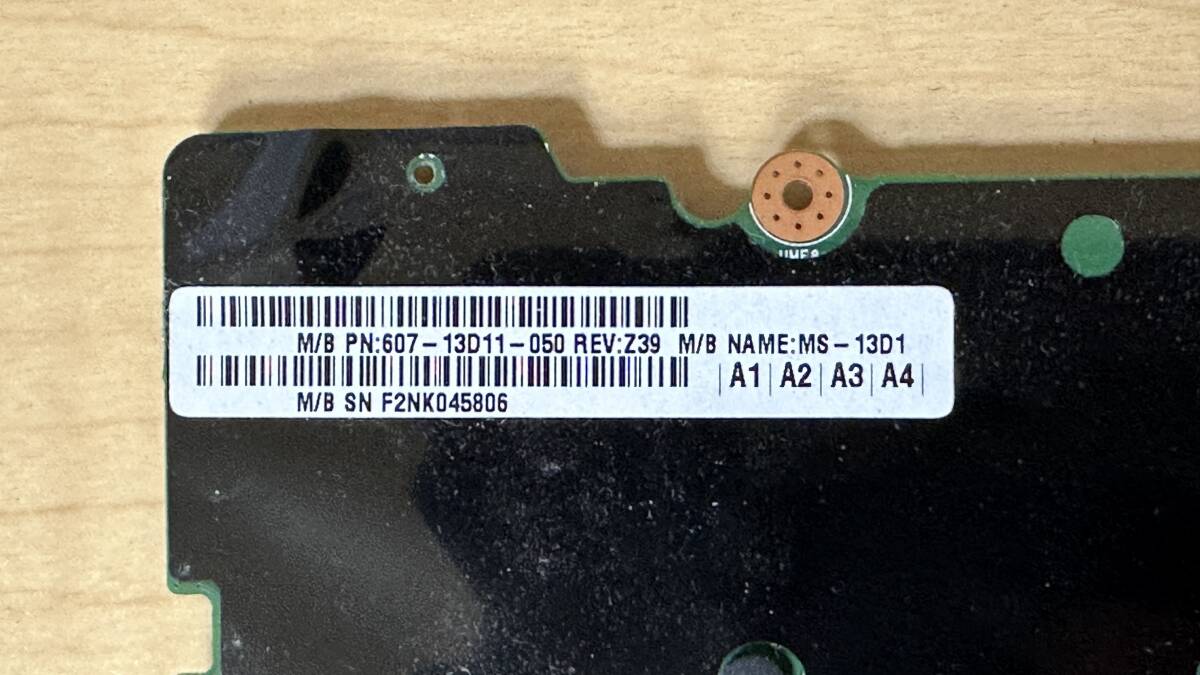 M/B PN:607-13D11-050 REV:Z39 M/B NAME:MS-13D1
A1 A2 A3 A4
M/B SN F2NK045806